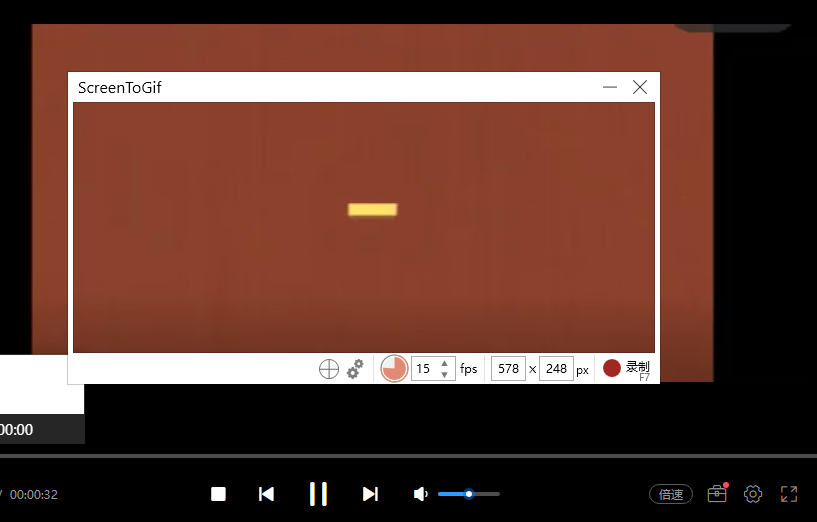 ScreenToGif
15 fps 578 x 248 px 录制
F7
00:00
/ 00:00:32
倍速